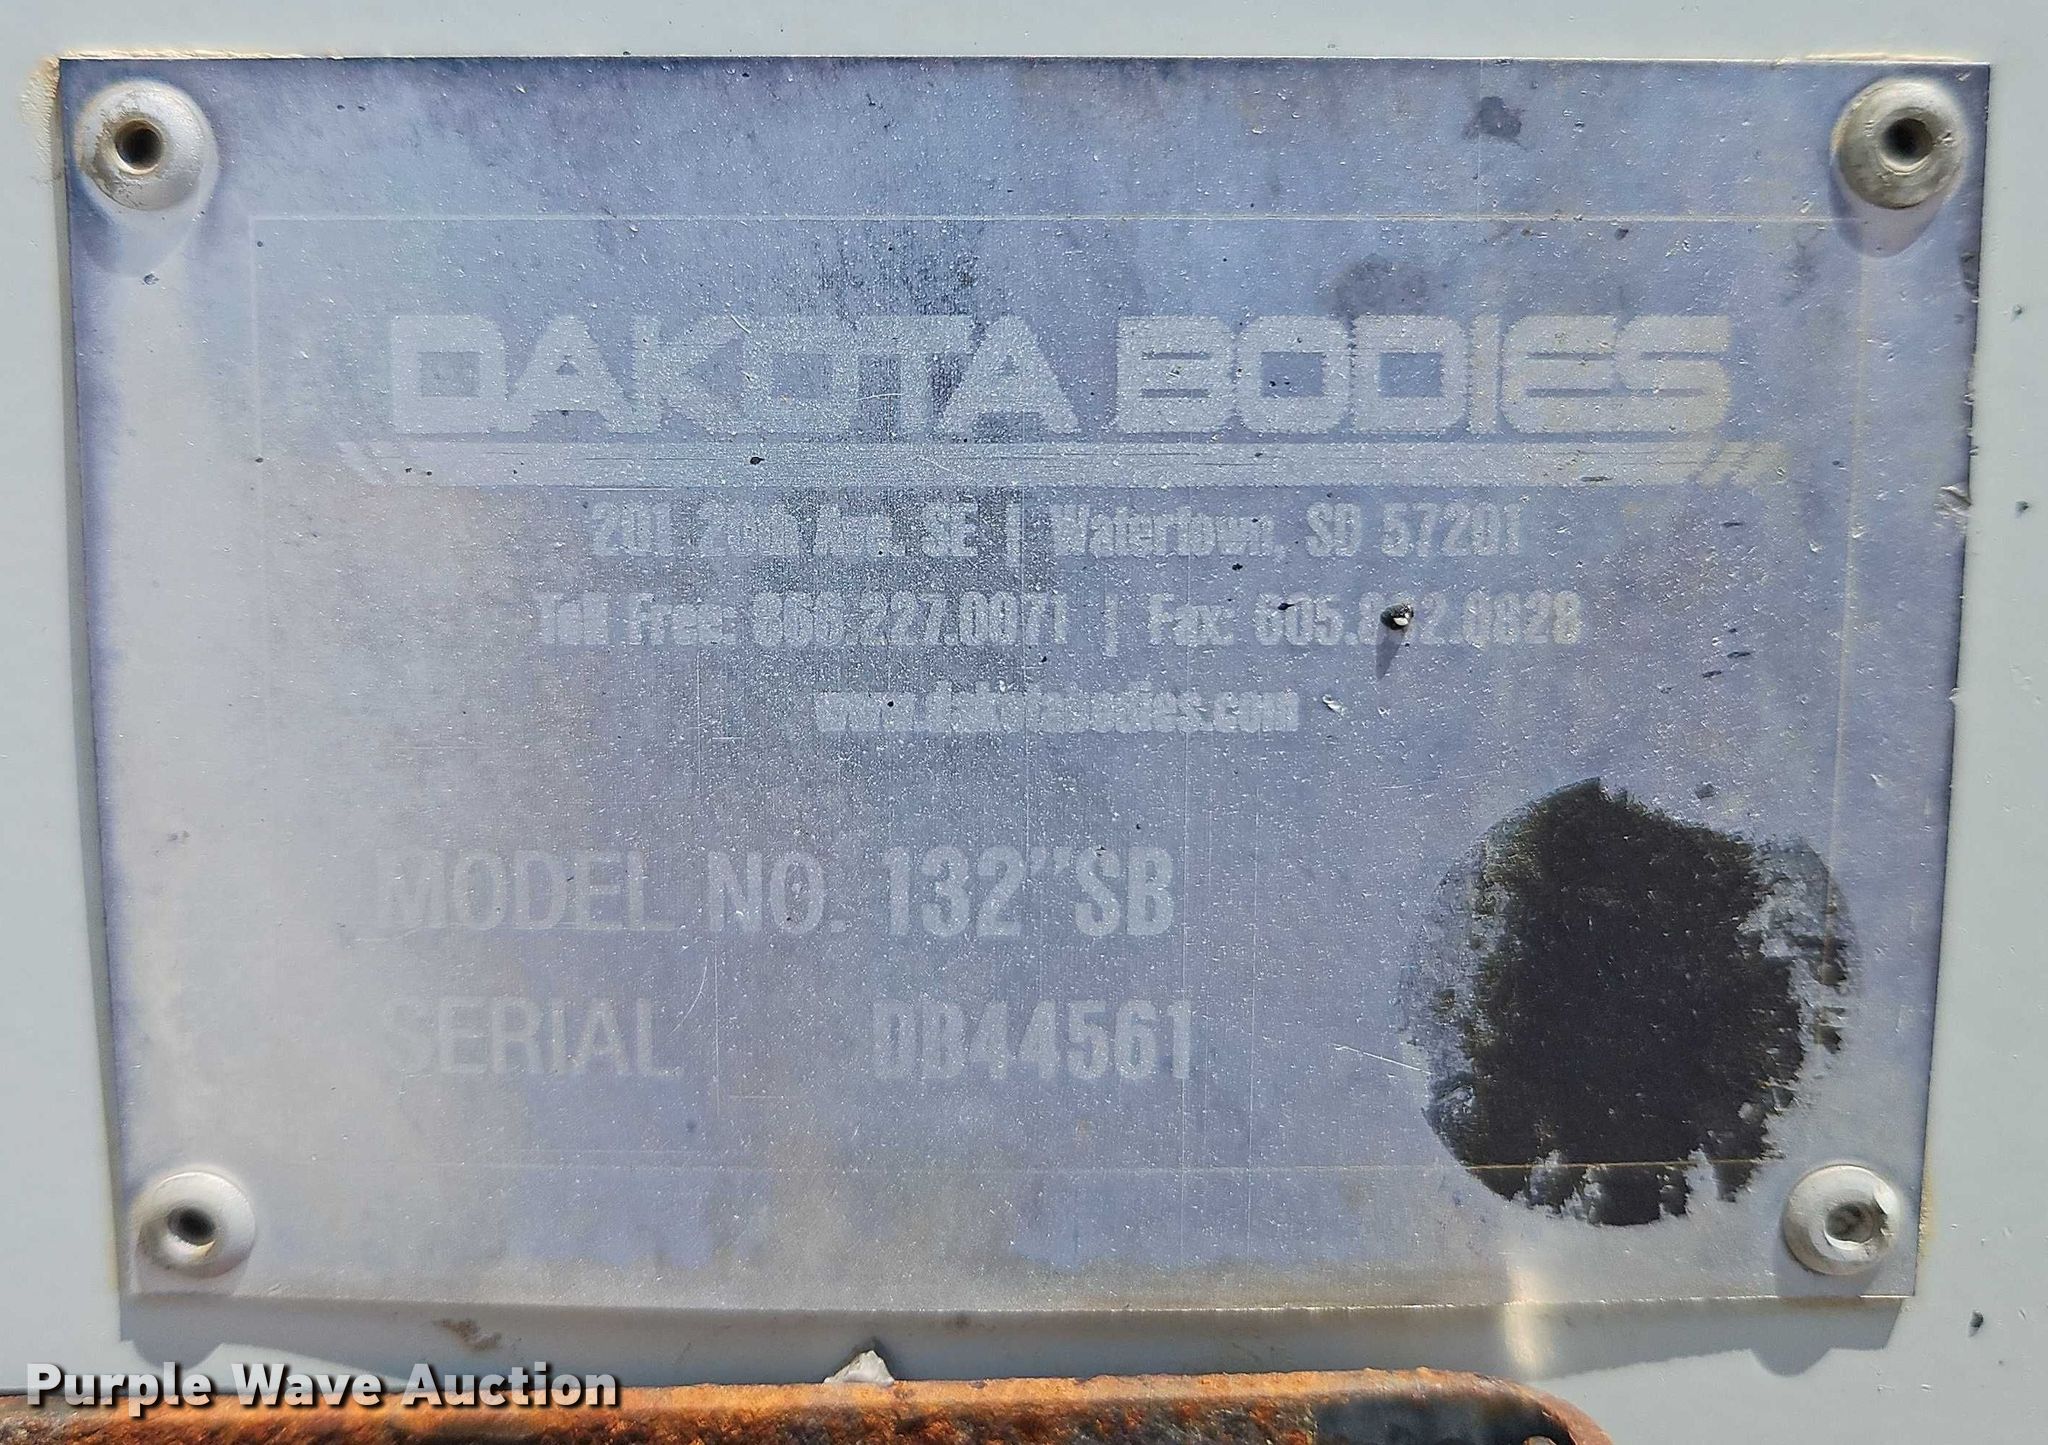 DAKOTA BODIES
201 20th Ave. SE | Watertown, SD 57201
Toll Free: 866.227.0071 | Fax:
www.dakotabodies.com
MODEL NO. 132"SB
SERIAL DB44561
Purple Wave Auction